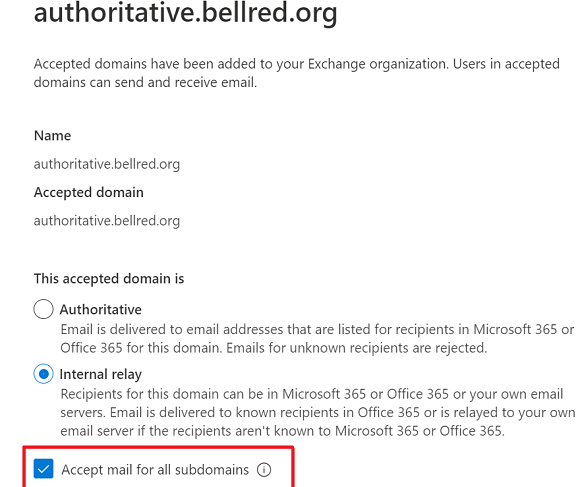 authoritative.bellred.org
Accepted domains have been added to your Exchange organization. Users in accepted
domains can send and receive email.
Name
authoritative.bellred.org
Accepted domain
authoritative.bellred.org
This accepted domain is
Authoritative
Email is delivered to email addresses that are listed for recipients in Microsoft 365 or
Office 365 for this domain. Emails for unknown recipients are rejected.
Internal relay
Recipients for this domain can be in Microsoft 365 or Office 365 or your own email
servers. Email is delivered to known recipients in Office 365 or is relayed to your own
email server if the recipients aren't known to Microsoft 365 or Office 365.
Accept mail for all subdomains